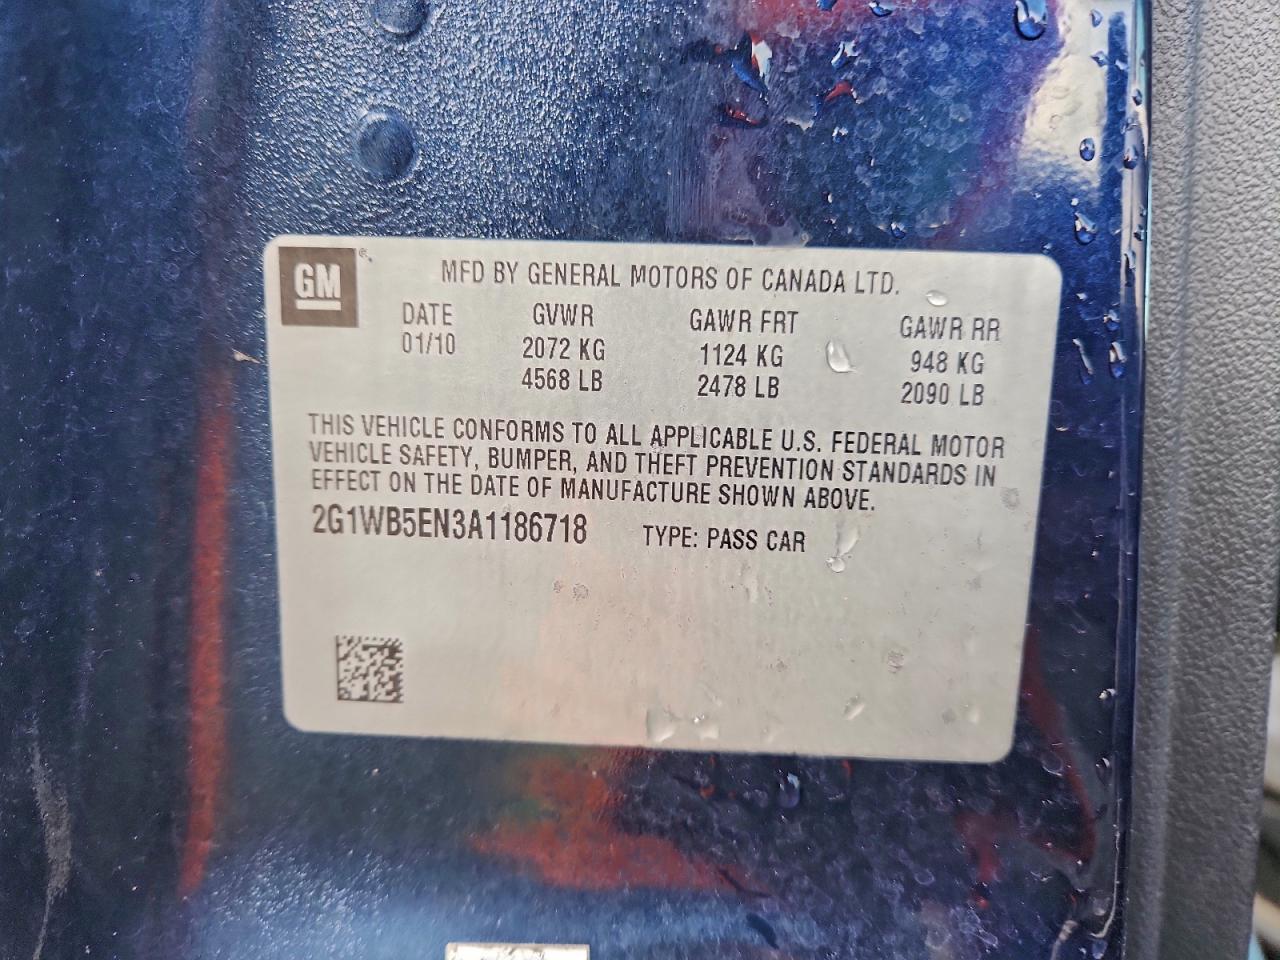 GM ®
MFD BY GENERAL MOTORS OF CANADA LTD.
DATE GVWR GAWR FRT GAWR RR
01/10 2072 KG 1124 KG 948 KG
4568 LB 2478 LB 2090 LB
THIS VEHICLE CONFORMS TO ALL APPLICABLE U.S. FEDERAL MOTOR
VEHICLE SAFETY, BUMPER, AND THEFT PREVENTION STANDARDS IN
EFFECT ON THE DATE OF MANUFACTURE SHOWN ABOVE.
2G1WB5EN3A1186718 TYPE: PASS CAR